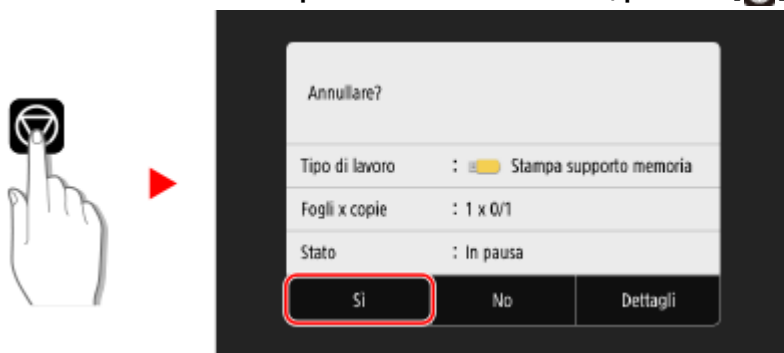 Annullare?
Tipo di lavoro : Stampa supporto memoria
Fogli x copie : 1 x 0/1
Stato : In pausa
Sì No Dettagli